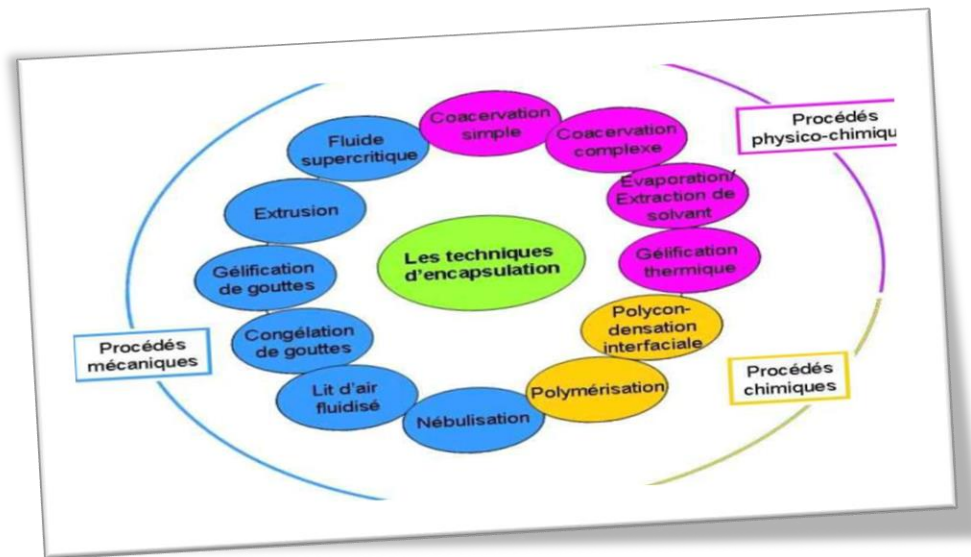 Les techniques
d'encapsulation
Coacervation
simple
Coacervation
complexe
Evaporation/
Extraction de
solvant
Gélification
thermique
Procédés
physico-chimiqu
Polycon-
densation
interfaciale
Polymérisation
Procédés
chimiques
Nébulisation
Lit d'air
fluidisé
Congélation
de gouttes
Gélification
de gouttes
Extrusion
Fluide
supercritique
Procédés
mécaniques